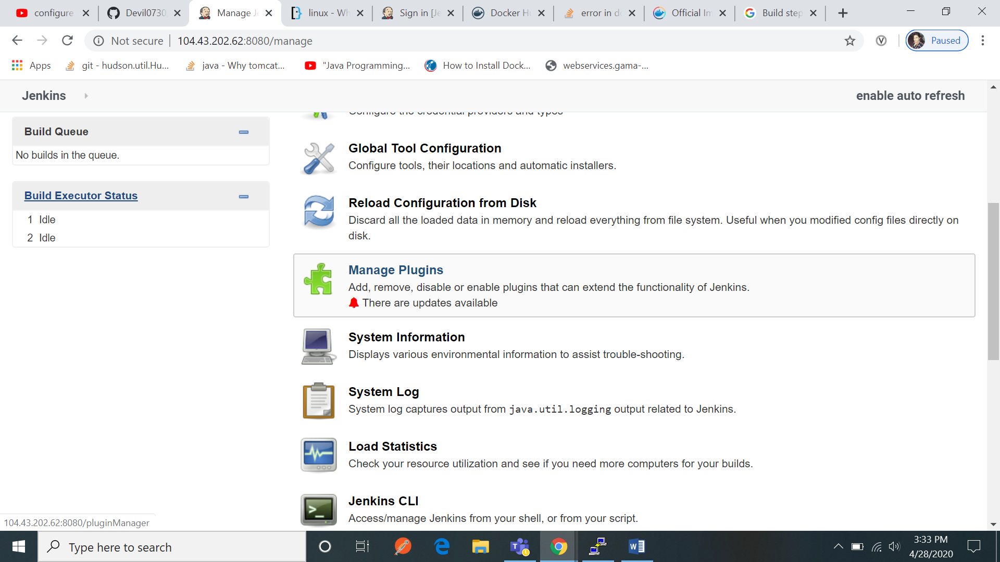 configure
Devil0730
Manage Je
linux - Wh
Sign in [Je
Docker Hu
error in do
Official Im
Build step
Not secure
104.43.202.62:8080/manage
Paused
Apps
git - hudson.util.Hu...
java - Why tomcat...
"Java Programming...
How to Install Dock...
webservices.gama-...
Jenkins
enable auto refresh
Build Queue
No builds in the queue.
Build Executor Status
1 Idle
2 Idle
Configure the credential providers and types
Global Tool Configuration
Configure tools, their locations and automatic installers.
Reload Configuration from Disk
Discard all the loaded data in memory and reload everything from file system. Useful when you modified config files directly on
disk.
Manage Plugins
Add, remove, disable or enable plugins that can extend the functionality of Jenkins.
There are updates available
System Information
Displays various environmental information to assist trouble-shooting.
System Log
System log captures output from java.util.logging output related to Jenkins.
Load Statistics
Check your resource utilization and see if you need more computers for your builds.
Jenkins CLI
Access/manage Jenkins from your shell, or from your script.
104.43.202.62:8080/pluginManager
Type here to search
3:33 PM
4/28/2020